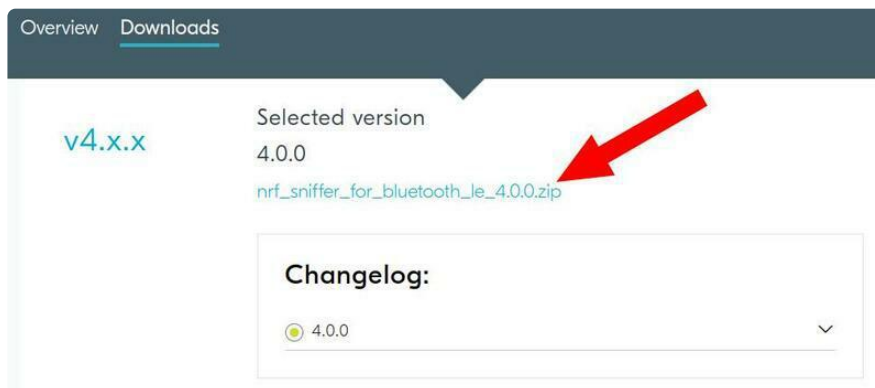 Overview Downloads
v4.x.x
Selected version
4.0.0
nrf_sniffer_for_bluetooth_le_4.0.0.zip
Changelog:
4.0.0